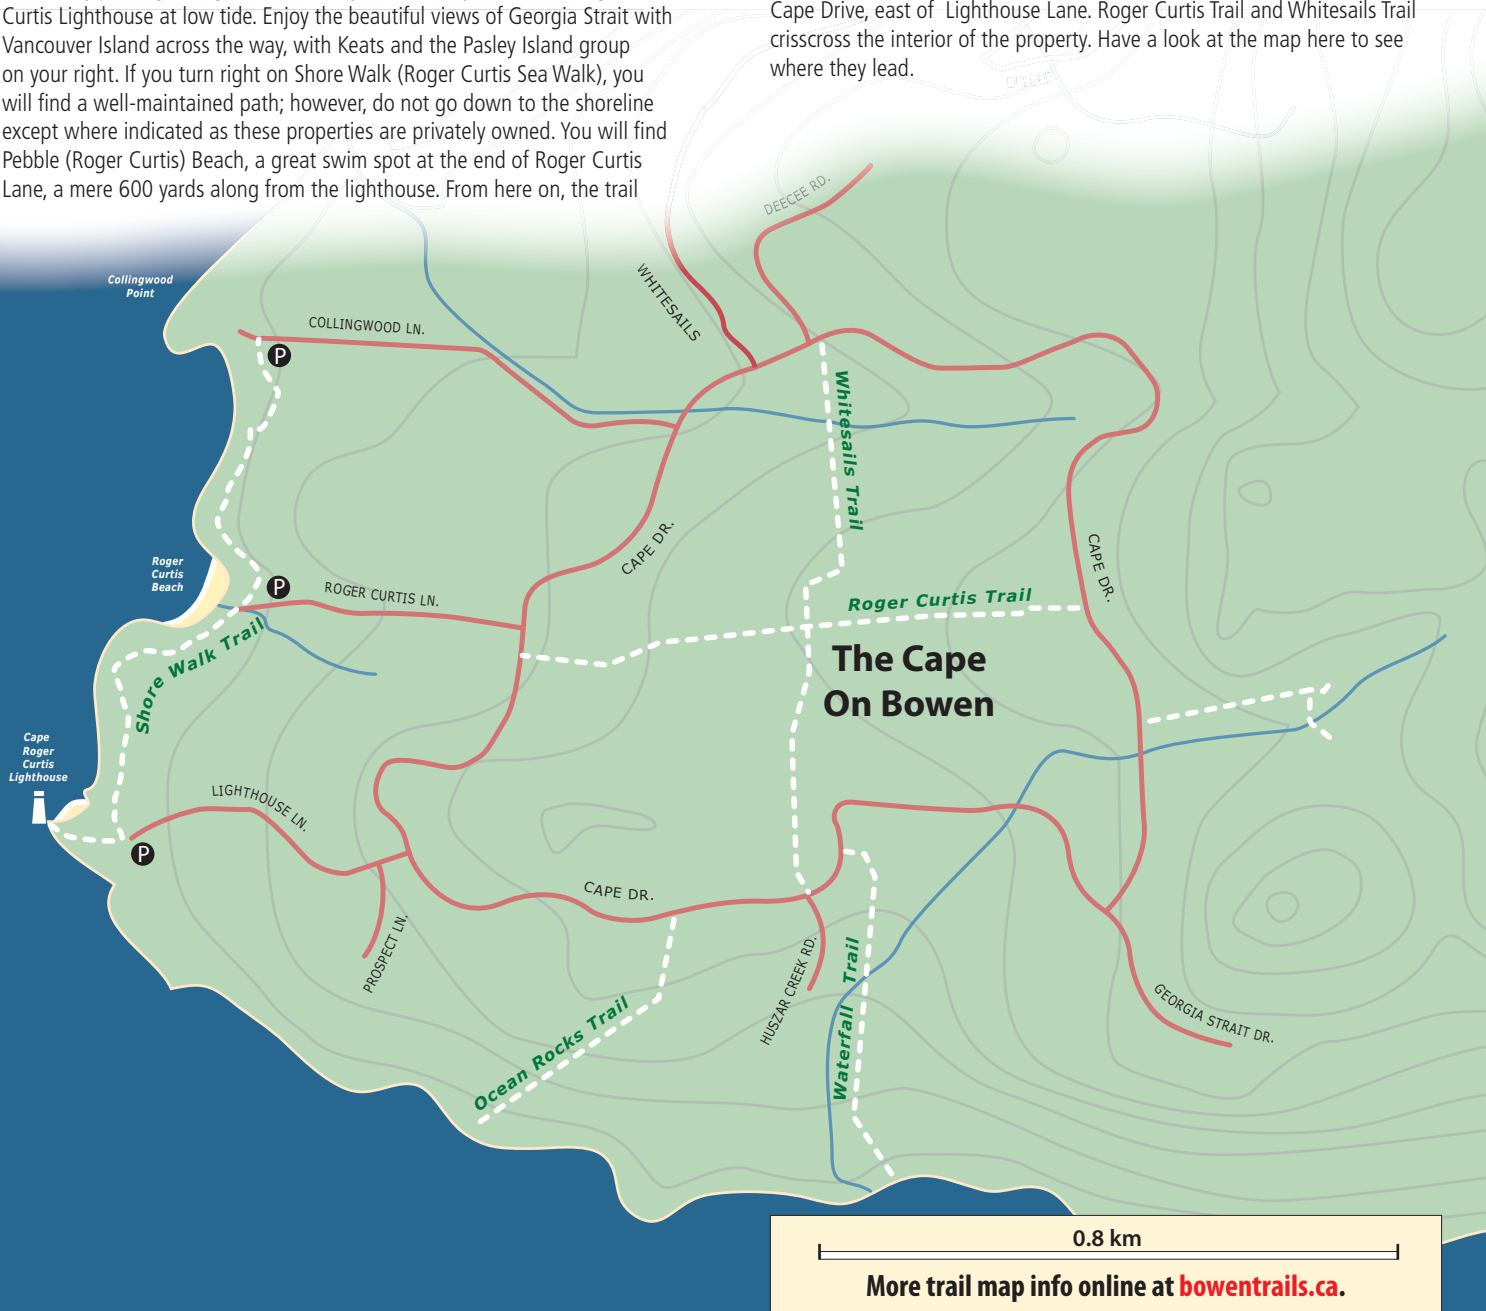 Curtis Lighthouse at low tide. Enjoy the beautiful views of Georgia Strait with
Vancouver Island across the way, with Keats and the Pasley Island group
on your right. If you turn right on Shore Walk (Roger Curtis Sea Walk), you
will find a well-maintained path; however, do not go down to the shoreline
except where indicated as these properties are privately owned. You will find
Pebble (Roger Curtis) Beach, a great swim spot at the end of Roger Curtis
Lane, a mere 600 yards along from the lighthouse. From here on, the trail
Cape Drive, east of Lighthouse Lane. Roger Curtis Trail and Whitesails Trail
crisscross the interior of the property. Have a look at the map here to see
where they lead.
DEECEE RD.
Collingwood
Point
WHITESAILS
COLLINGWOOD LN.
P
Whitesails Trail
CAPE DR.
CAPE DR.
Roger
Curtis
Beach
P
ROGER CURTIS LN.
Roger Curtis Trail
Shore Walk Trail
The Cape
On Bowen
Cape
Roger
Curtis
Lighthouse
LIGHTHOUSE LN.
P
CAPE DR.
PROSPECT LN.
HUSZAR CREEK RD.
Waterfall Trail
GEORGIA STRAIT DR.
Ocean Rocks Trail
0.8 km
More trail map info online at bowentrails.ca.